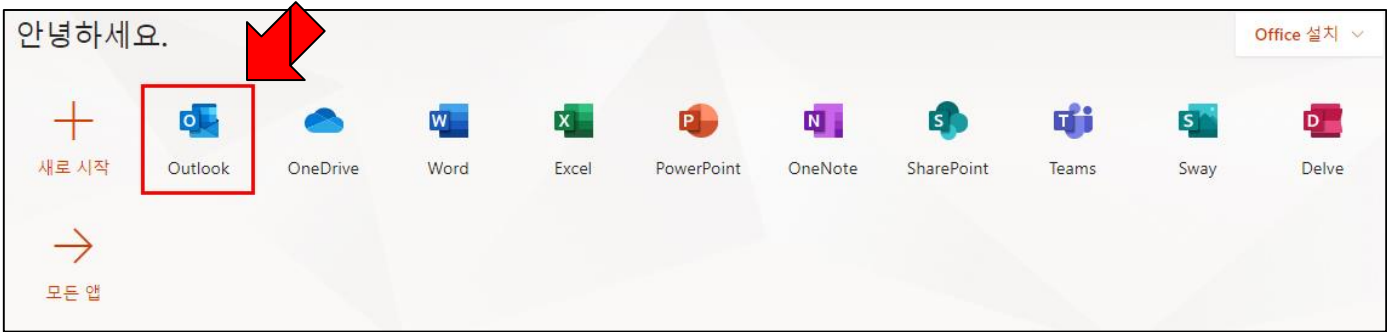 안녕하세요.
Office 설치
새로 시작
Outlook
OneDrive
Word
Excel
PowerPoint
OneNote
SharePoint
Teams
Sway
Delve
모든 앱